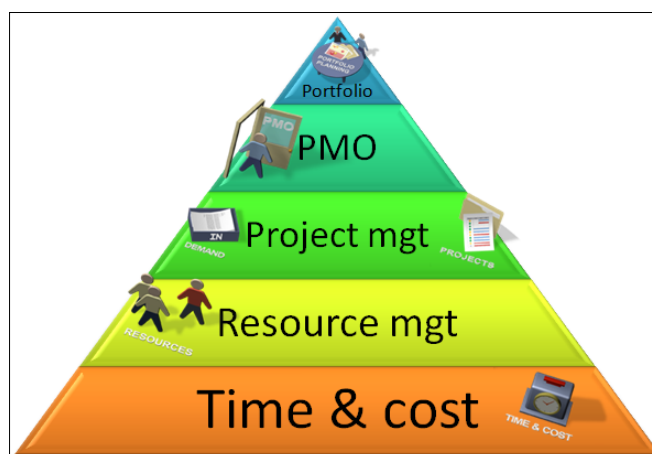 PORTFOLIO
PLANNING
Portfolio
PMO
PMO
IN
DEMAND
Project mgt
PROJECTS
RESOURCES
Resource mgt
Time & cost
TIME & COST